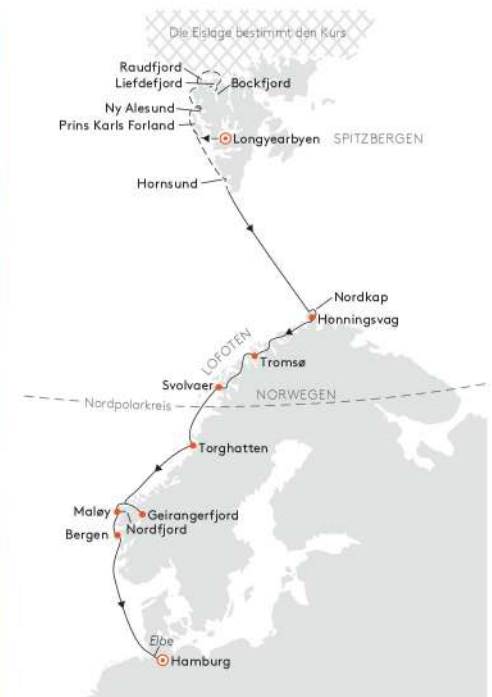 Die Eislage bestimmt den Kurs
Raudfjord
Liefdefjord
Bockfjord
Ny Alesund
Prins Karls Forland
Longyearbyen
SPITZBERGEN
Hornsund
Nordkap
Honningsvag
LOFOTEN
Tromsø
Svolvaer
NORWEGEN
Nordpolarkreis
Torghatten
Maløy
Geirangerfjord
Nordfjord
Bergen
Elbe
Hamburg